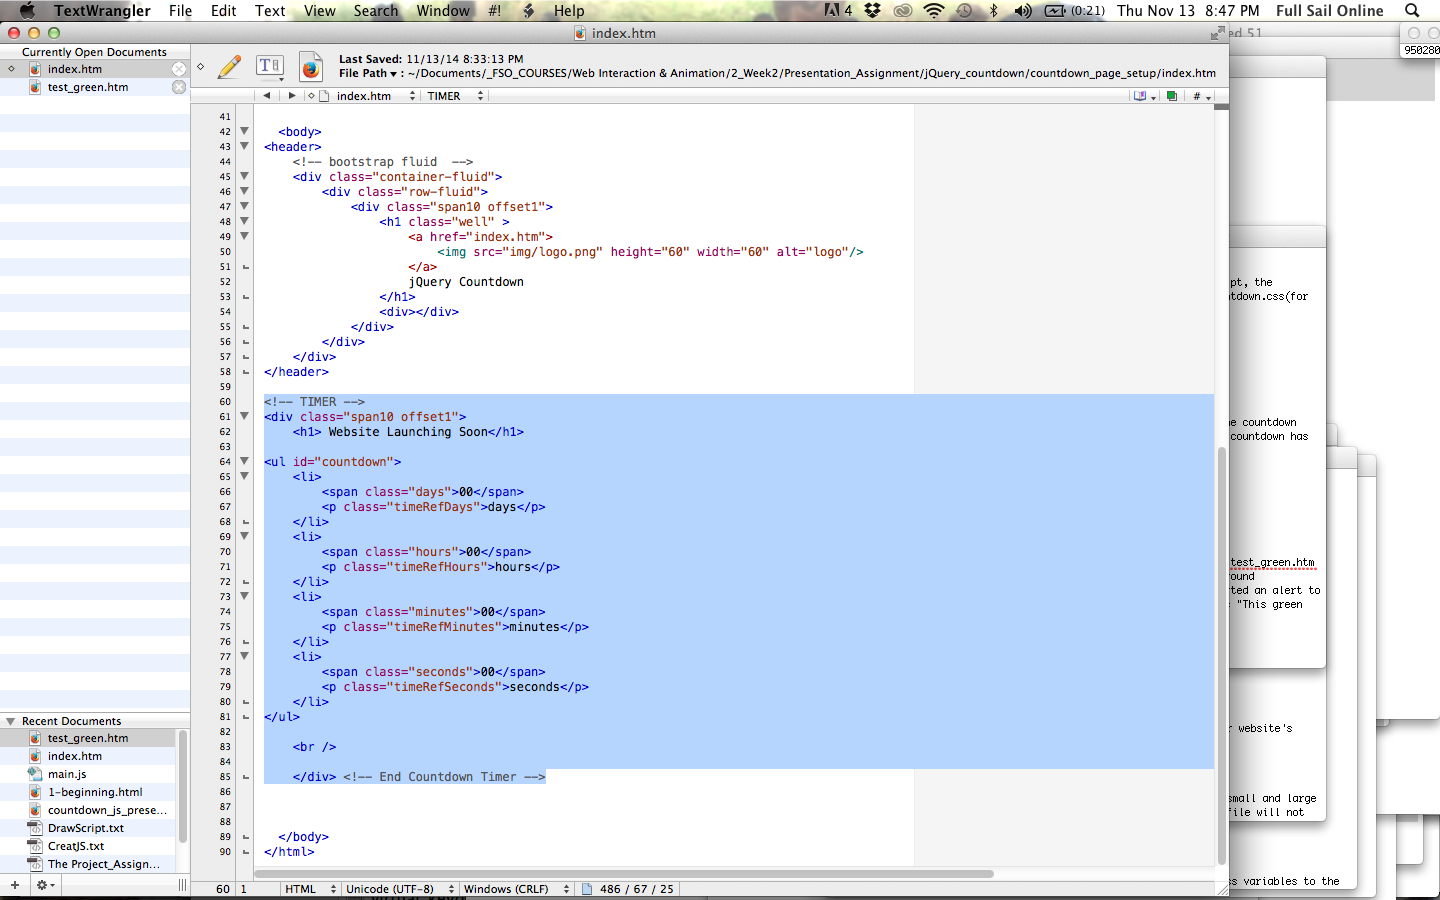 TextWrangler File Edit Text View Search Window #! Help 4 (0:21) Thu Nov 13 8:47 PM Full Sail Online
index.htm
ed 51
950280
Currently Open Documents
index.htm
test_green.htm
Last Saved: 11/13/14 8:33:13 PM
File Path ▾ : ~/Documents/_FSO_COURSES/Web Interaction & Animation/2_Week2/Presentation_Assignment/jQuery_countdown/countdown_page_setup/index.htm
index.htm TIMER #
41
42 <body>
43 <header>
44 <!-- bootstrap fluid -->
45 <div class="container-fluid">
46 <div class="row-fluid">
47 <div class="span10 offset1">
48 <h1 class="well" >
49 <a href="index.htm">
50 <img src="img/logo.png" height="60" width="60" alt="logo"/>
51 </a>
52 jQuery Countdown
53 </h1>
54 <div></div>
55 </div>
56 </div>
57 </div>
58 </header>
59
60 <!-- TIMER -->
61 <div class="span10 offset1">
62 <h1> Website Launching Soon</h1>
63
64 <ul id="countdown">
65 <li>
66 <span class="days">00</span>
67 <p class="timeRefDays">days</p>
68 </li>
69 <li>
70 <span class="hours">00</span>
71 <p class="timeRefHours">hours</p>
72 </li>
73 <li>
74 <span class="minutes">00</span>
75 <p class="timeRefMinutes">minutes</p>
76 </li>
77 <li>
78 <span class="seconds">00</span>
79 <p class="timeRefSeconds">seconds</p>
80 </li>
81 </ul>
82
83 <br />
84
85 </div> <!-- End Countdown Timer -->
86
87
88
89 </body>
90 </html>
pt, the
tdown.css(for
e countdown
countdown has
test_green.htm
ound
ted an alert to
"This green
r website's
small and large
file will not
s variables to the
Recent Documents
test_green.htm
index.htm
main.js
1-beginning.html
countdown_js_prese...
DrawScript.txt
CreatJS.txt
The Project_Assign...
60 1 HTML Unicode (UTF-8) Windows (CRLF) 486 / 67 / 25